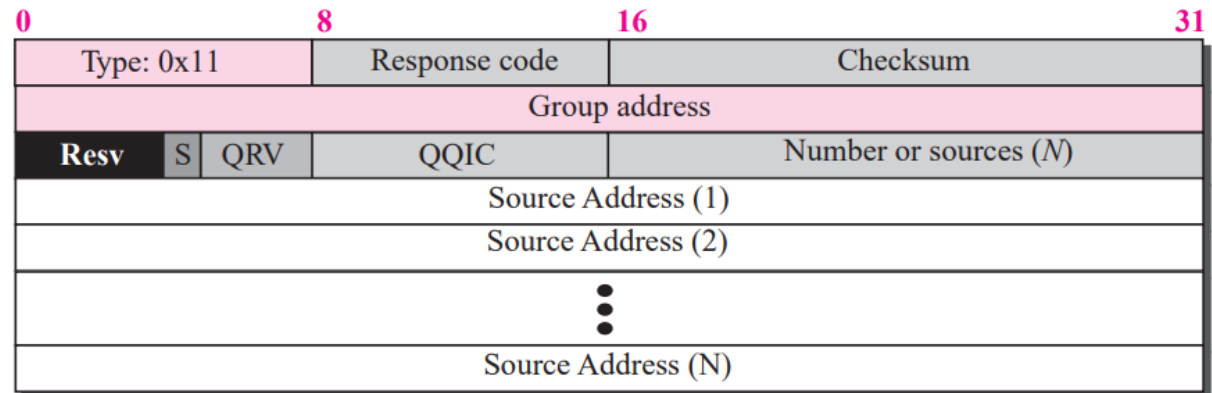 0 8 16 31
Type: 0x11 Response code Checksum
Group address
Resv S QRV QQIC Number or sources (N)
Source Address (1)
Source Address (2)
Source Address (N)